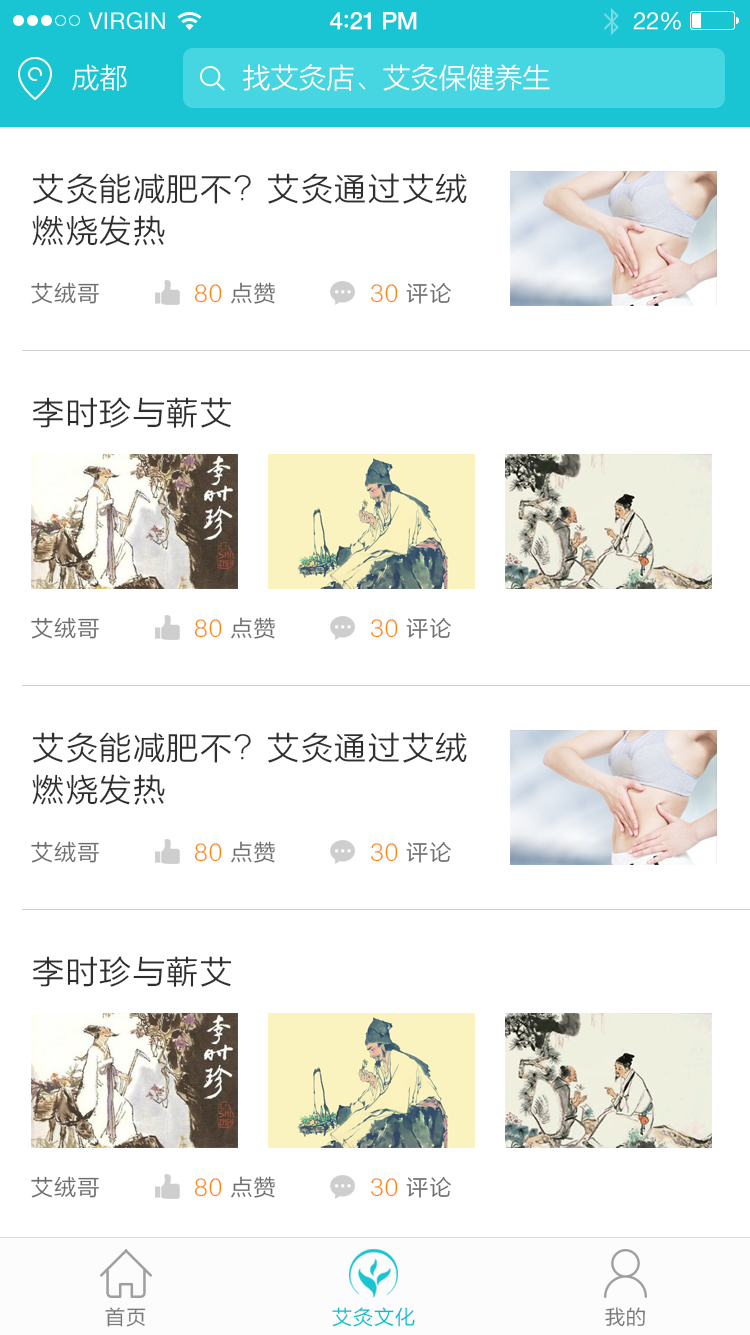 VIRGIN 4:21 PM 22%
成都 找艾灸店、艾灸保健养生
艾灸能减肥不？艾灸通过艾绒
燃烧发热
艾绒哥 80 点赞 30 评论
李时珍与蕲艾
李时珍
艾绒哥 80 点赞 30 评论
艾灸能减肥不？艾灸通过艾绒
燃烧发热
艾绒哥 80 点赞 30 评论
李时珍与蕲艾
李时珍
艾绒哥 80 点赞 30 评论
首页 艾灸文化 我的